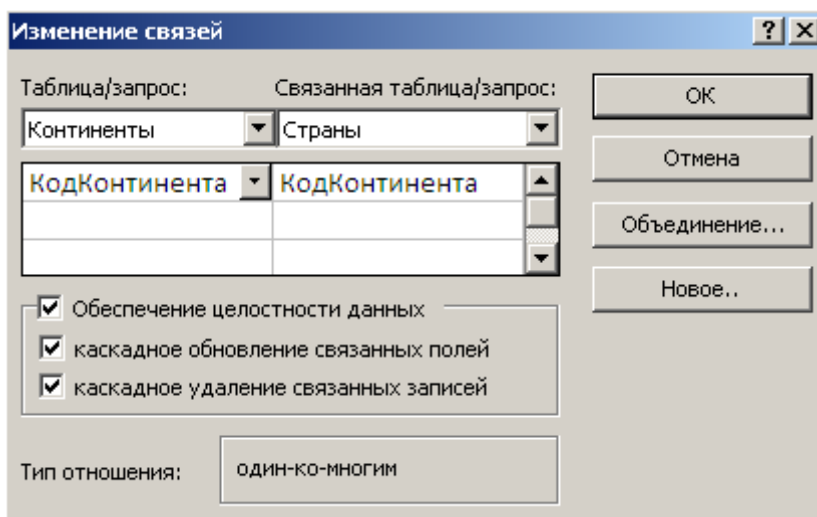 Изменение связей
Таблица/запрос: Связанная таблица/запрос:
Континенты Страны
КодКонтинента КодКонтинента
Обеспечение целостности данных
каскадное обновление связанных полей
каскадное удаление связанных записей
Тип отношения: один-ко-многим
ОК
Отмена
Объединение...
Новое..